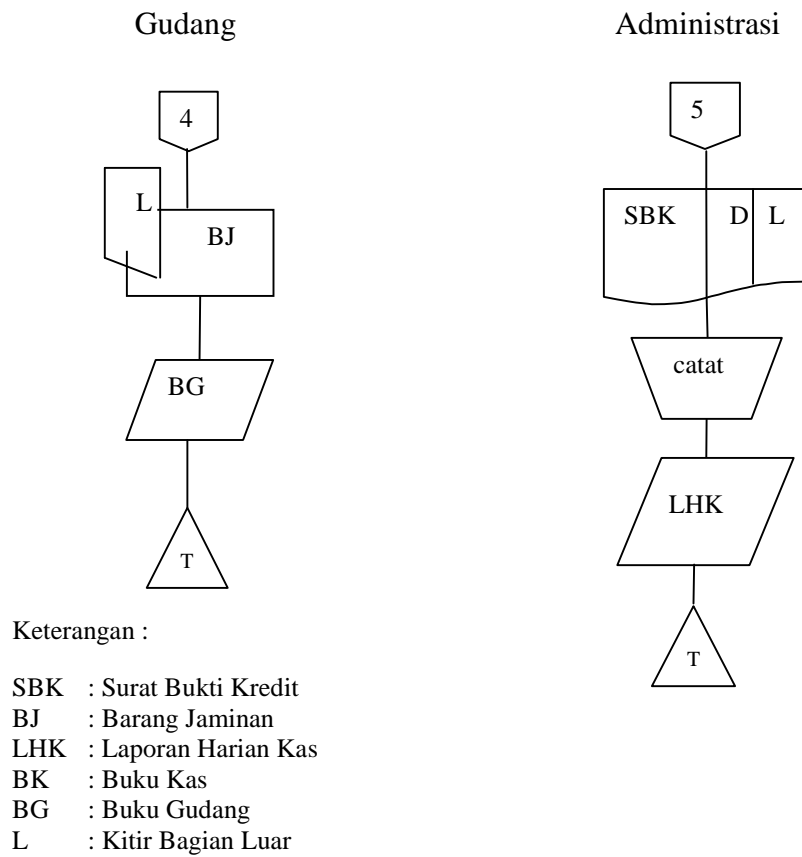 Gudang
Administrasi
4
5
L
BJ
SBK D L
BG
catat
LHK
T
T
Keterangan :
SBK : Surat Bukti Kredit
BJ : Barang Jaminan
LHK : Laporan Harian Kas
BK : Buku Kas
BG : Buku Gudang
L : Kitir Bagian Luar